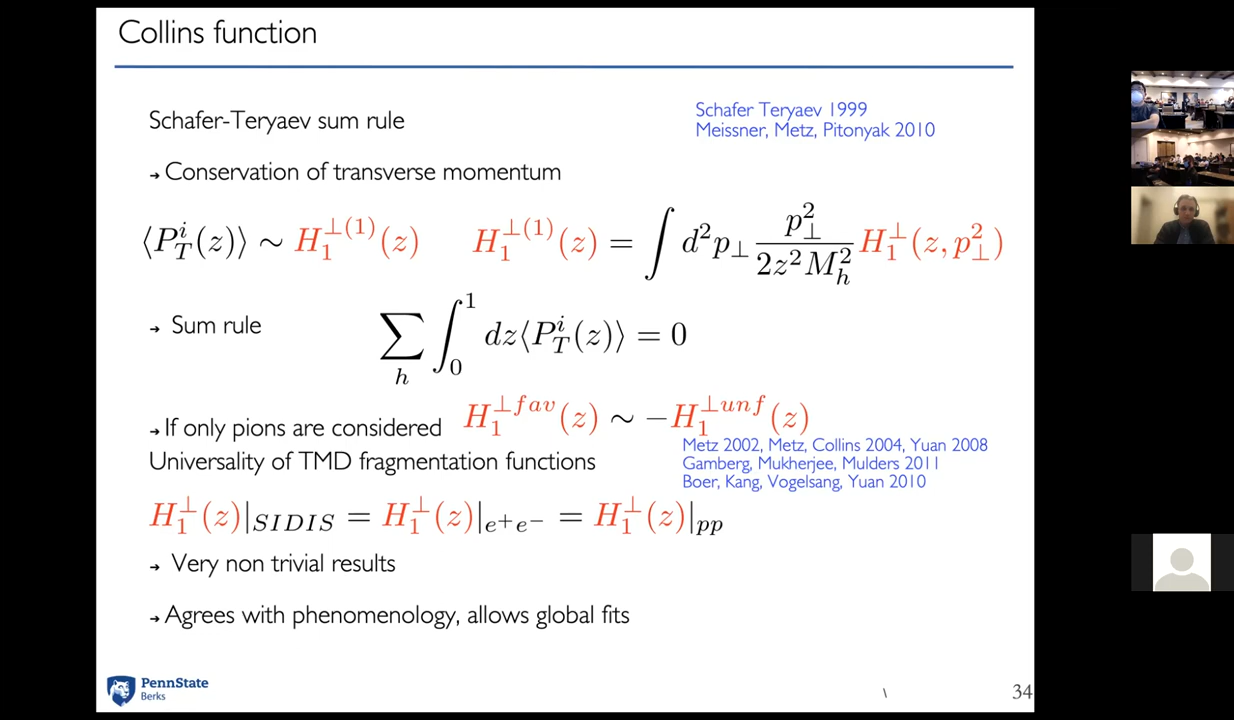 Collins function
Schafer-Teryaev sum rule
Schafer Teryaev 1999
Meissner, Metz, Pitonyak 2010
→ Conservation of transverse momentum
⟨P_T^i(z)⟩ ∼ H_1^{⊥(1)}(z)   H_1^{⊥(1)}(z) = ∫ d²p_⊥ \frac{p_⊥^2}{2z²M_h^2} H_1^⊥(z, p_⊥^2)
→ Sum rule   ∑_h ∫_0^1 dz⟨P_T^i(z)⟩ = 0
→ If only pions are considered   H_1^{⊥fav}(z) ∼ −H_1^{⊥unf}(z)
Metz 2002, Metz, Collins 2004, Yuan 2008
Universality of TMD fragmentation functions
Gamberg, Mukherjee, Mulders 2011
Boer, Kang, Vogelsang, Yuan 2010
H_1^⊥(z)|_{SIDIS} = H_1^⊥(z)|_{e^+e^-} = H_1^⊥(z)|_{pp}
→ Very non trivial results
→ Agrees with phenomenology, allows global fits
PennState
Berks
\
34